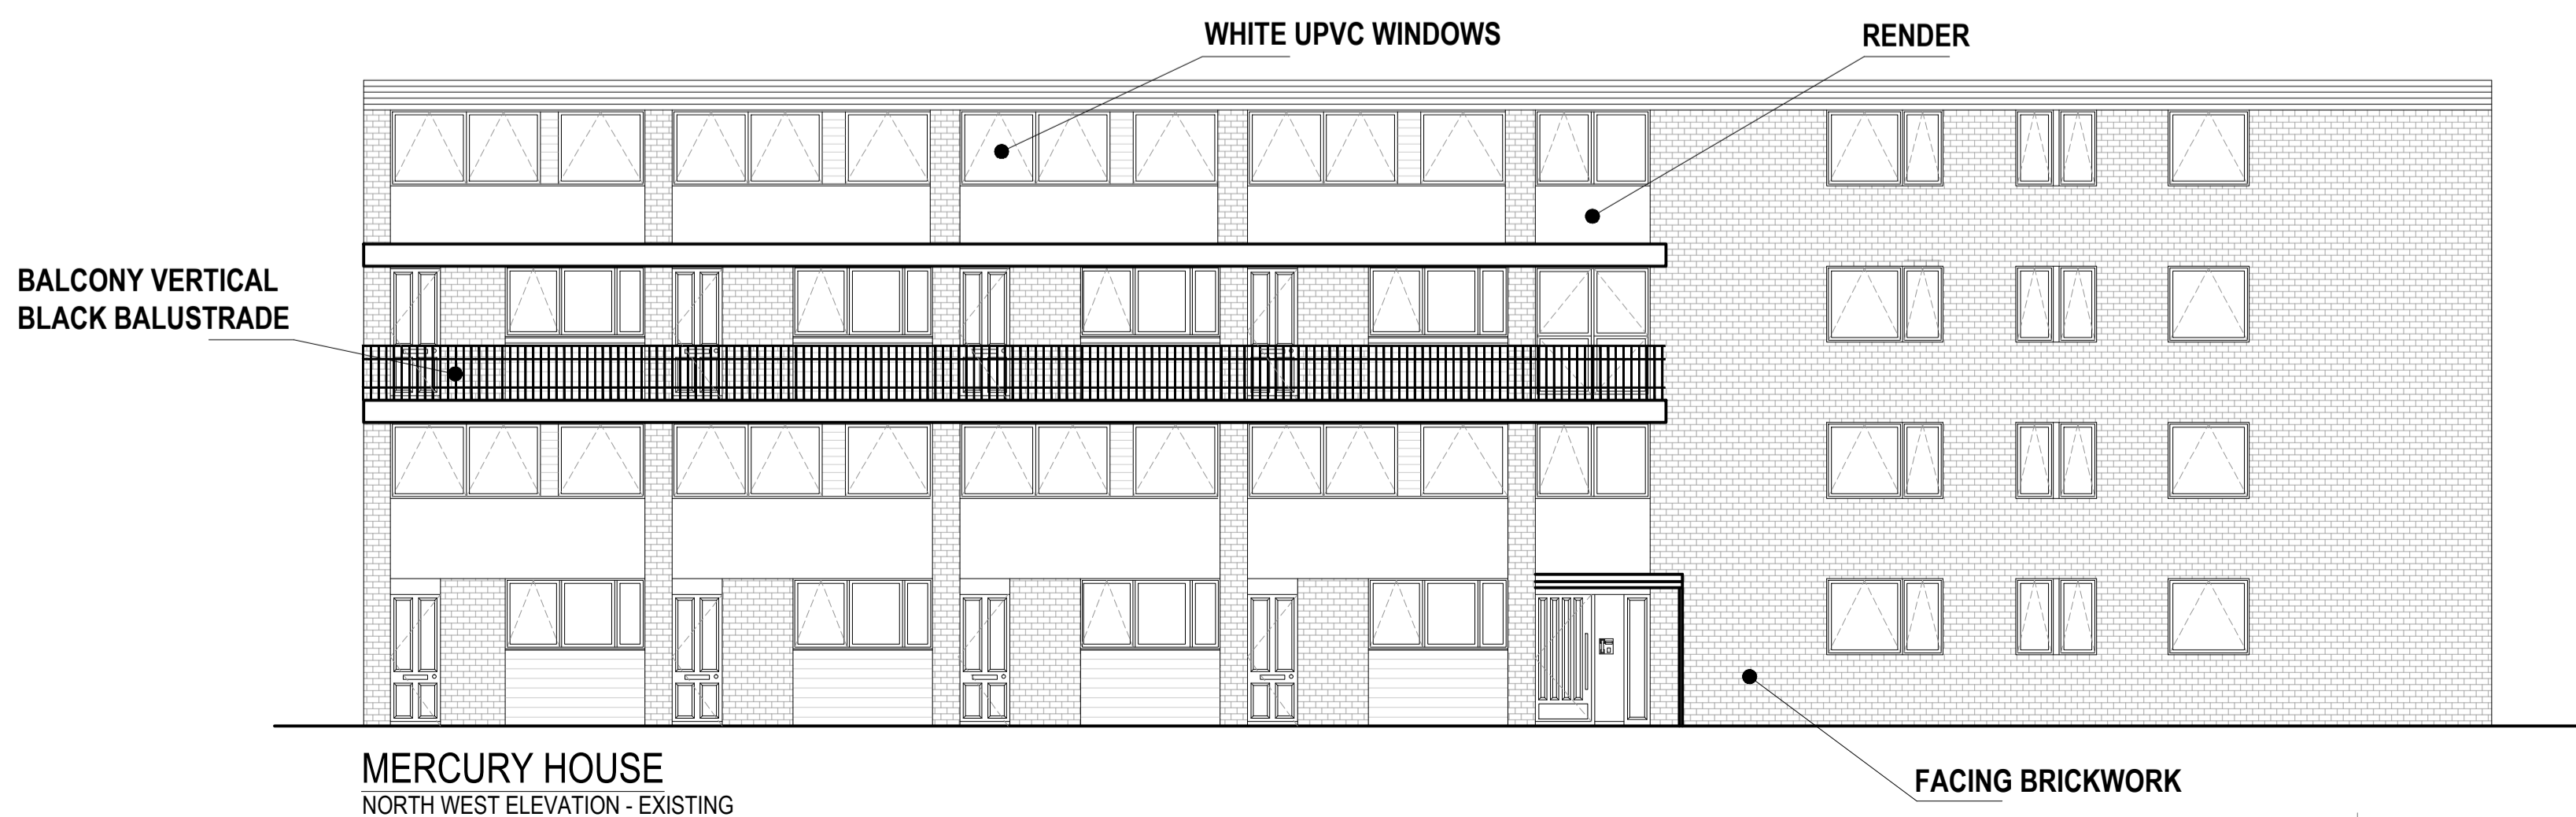 WHITE UPVC WINDOWS
RENDER
BALCONY VERTICAL
BLACK BALUSTRADE
MERCURY HOUSE
NORTH WEST ELEVATION - EXISTING
FACING BRICKWORK